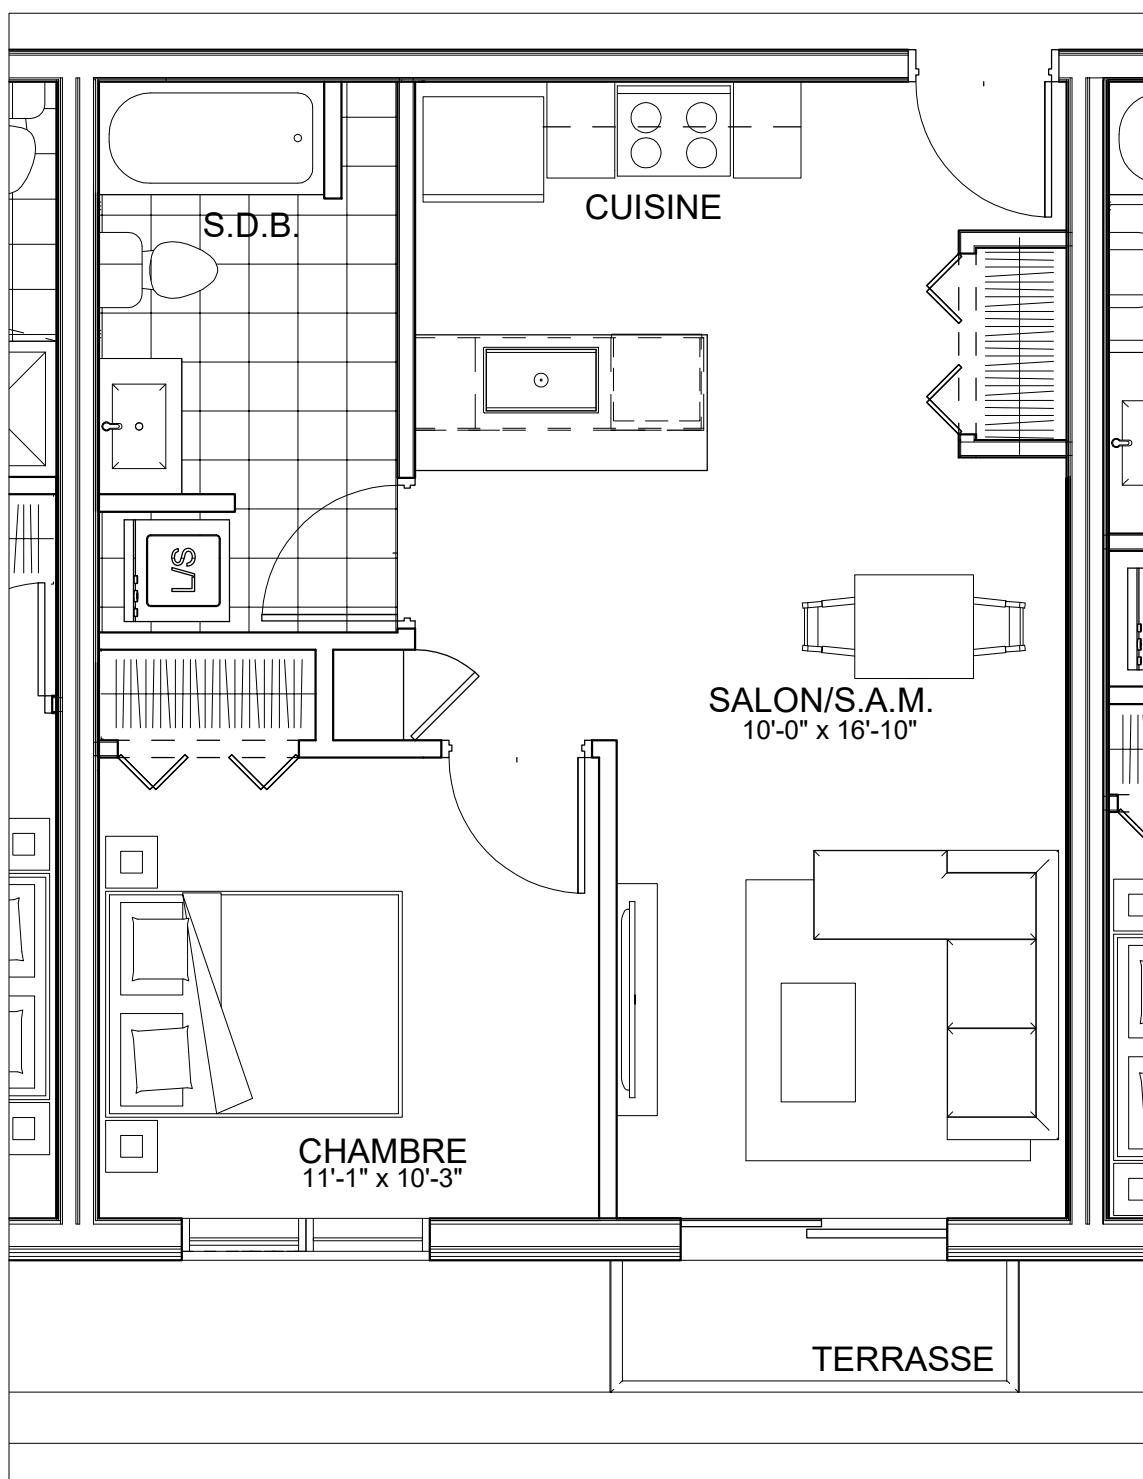 S.D.B.
CUISINE
L/S
SALON/S.A.M.
10'-0" x 16'-10"
CHAMBRE
11'-1" x 10'-3"
TERRASSE